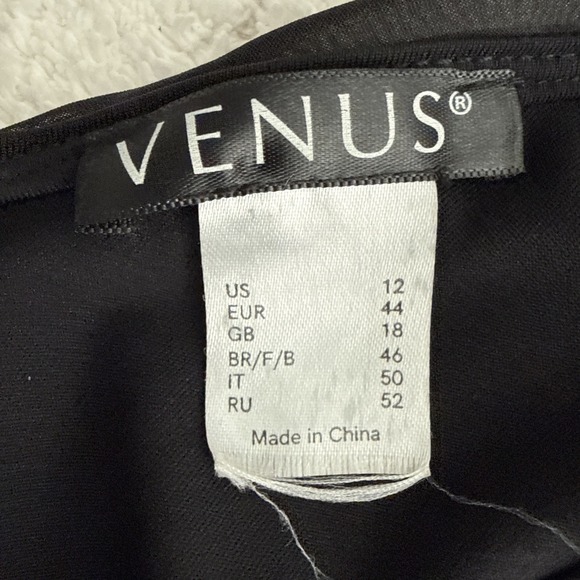 VENUS®
US 12
EUR 44
GB 18
BR/F/B 46
IT 50
RU 52
Made in China